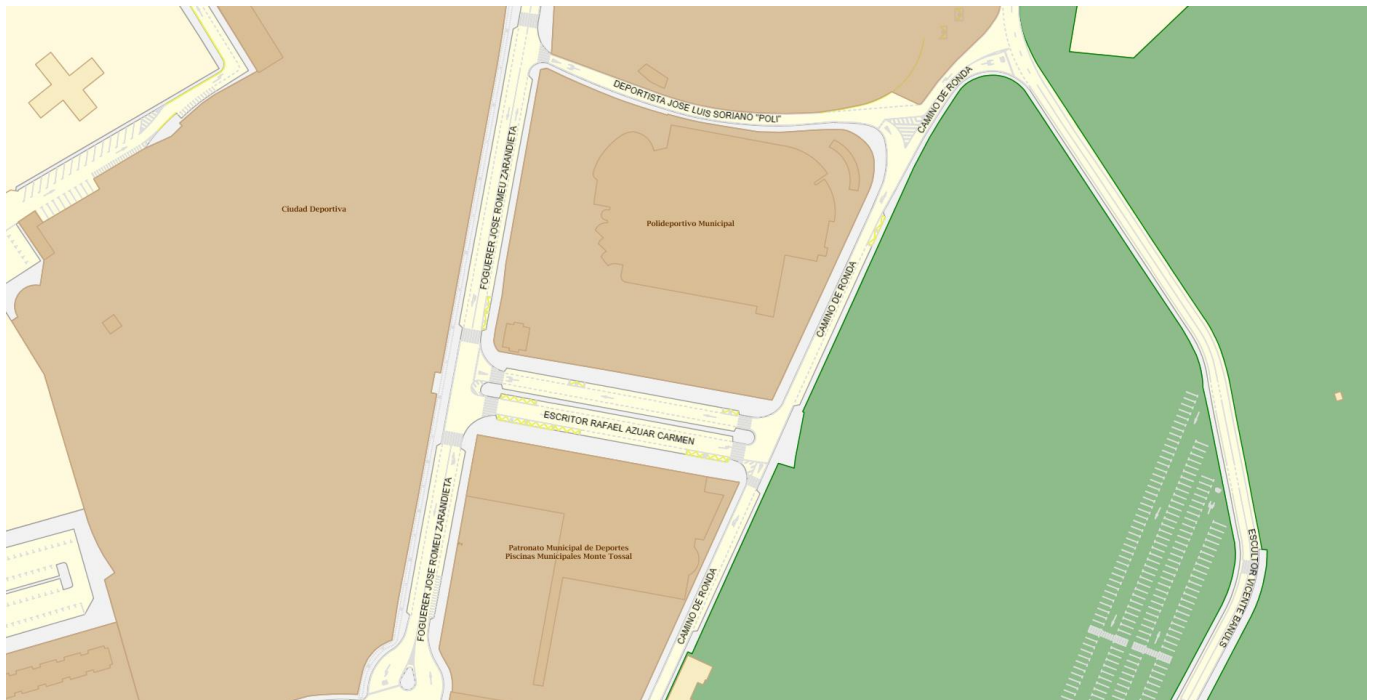 DEPORTISTA JOSE LUIS SORIANO "POLI"
CAMINO DE RONDA
FOGUERER JOSE ROMEU ZARANDIETA
Ciudad Deportiva
Polideportivo Municipal
CAMINO DE RONDA
ESCRITOR RAFAEL AZUAR CARMEN
FOGUERER JOSE ROMEU ZARANDIETA
Patronato Municipal de Deportes
Piscinas Municipales Monte Tossal
CAMINO DE RONDA
ESCULTOR VICENTE BAÑULS